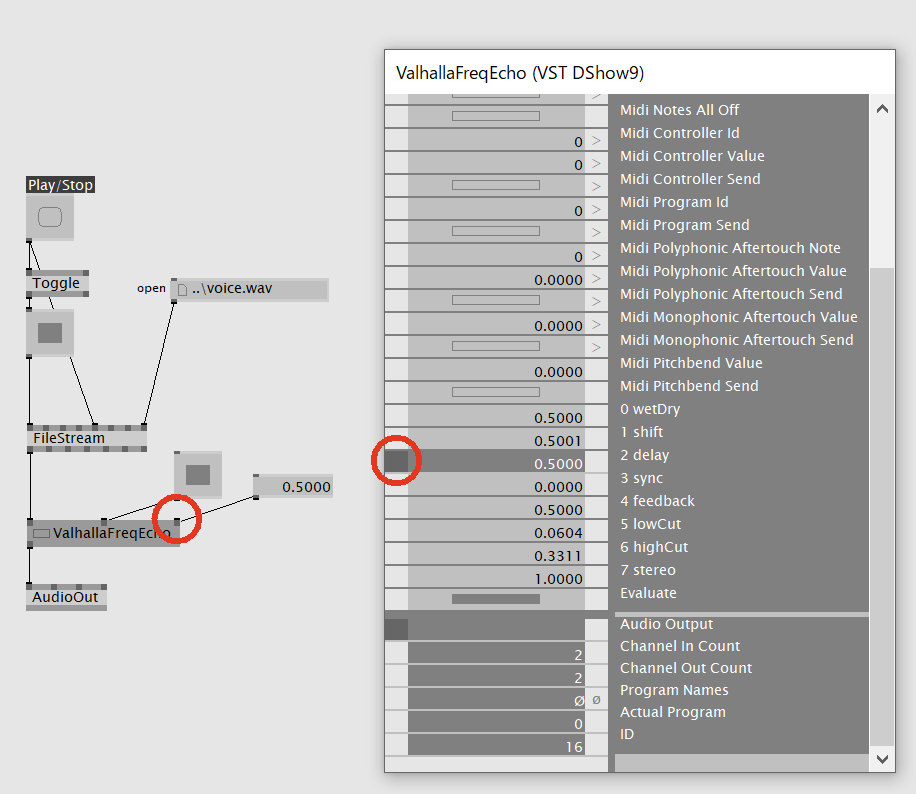 ValhallaFreqEcho (VST DShow9)
Midi Notes All Off
0 > Midi Controller Id
0 > Midi Controller Value
> Midi Controller Send
0 > Midi Program Id
> Midi Program Send
0 > Midi Polyphonic Aftertouch Note
0.0000 > Midi Polyphonic Aftertouch Value
> Midi Polyphonic Aftertouch Send
0.0000 > Midi Monophonic Aftertouch Value
> Midi Monophonic Aftertouch Send
0.0000 Midi Pitchbend Value
Midi Pitchbend Send
0.5000 0 wetDry
0.5001 1 shift
0.5000 2 delay
0.0000 3 sync
0.5000 4 feedback
0.0604 5 lowCut
0.3311 6 highCut
1.0000 7 stereo
Evaluate
Audio Output
2 Channel In Count
2 Channel Out Count
Ø Ø Program Names
0 Actual Program
16 ID
Play/Stop
Toggle
open ..\voice.wav
FileStream
0.5000
ValhallaFreqEcho
AudioOut